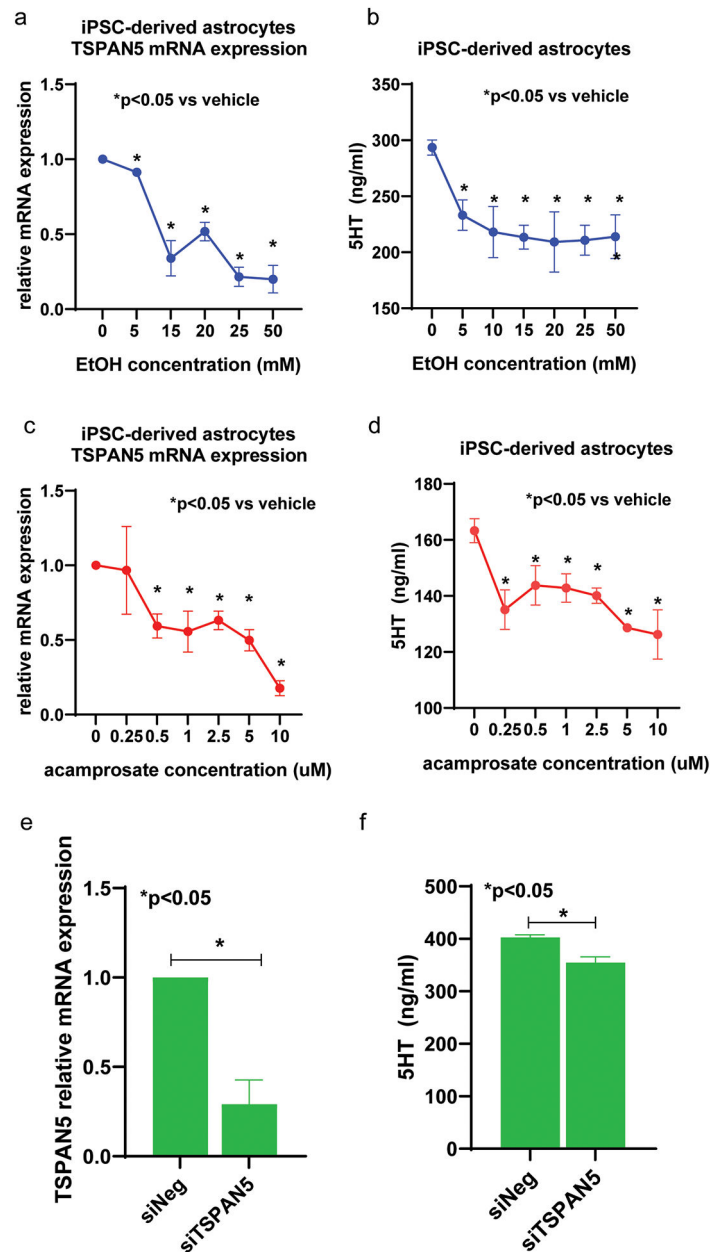 a
iPSC-derived astrocytes
TSPAN5 mRNA expression
*p<0.05 vs vehicle
relative mRNA expression
1.5
1.0
0.5
0.0
* * * * *
0 5 15 20 25 50
EtOH concentration (mM)
b
iPSC-derived astrocytes
*p<0.05 vs vehicle
5HT (ng/ml)
350
300
250
200
150
* * * * * *
*
0 5 10 15 20 25 50
EtOH concentration (mM)
c
iPSC-derived astrocytes
TSPAN5 mRNA expression
*p<0.05 vs vehicle
relative mRNA expression
1.5
1.0
0.5
0.0
* * * * *
0 0.25 0.5 1 2.5 5 10
acamprosate concentration (uM)
d
iPSC-derived astrocytes
*p<0.05 vs vehicle
5HT (ng/ml)
180
160
140
120
100
* * * * * *
0 0.25 0.5 1 2.5 5 10
acamprosate concentration (uM)
e
TSPAN5 relative mRNA expression
*p<0.05
*
1.5
1.0
0.5
0.0
siNeg
siTSPAN5
f
5HT (ng/ml)
*p<0.05
*
500
400
300
200
100
0
siNeg
siTSPAN5